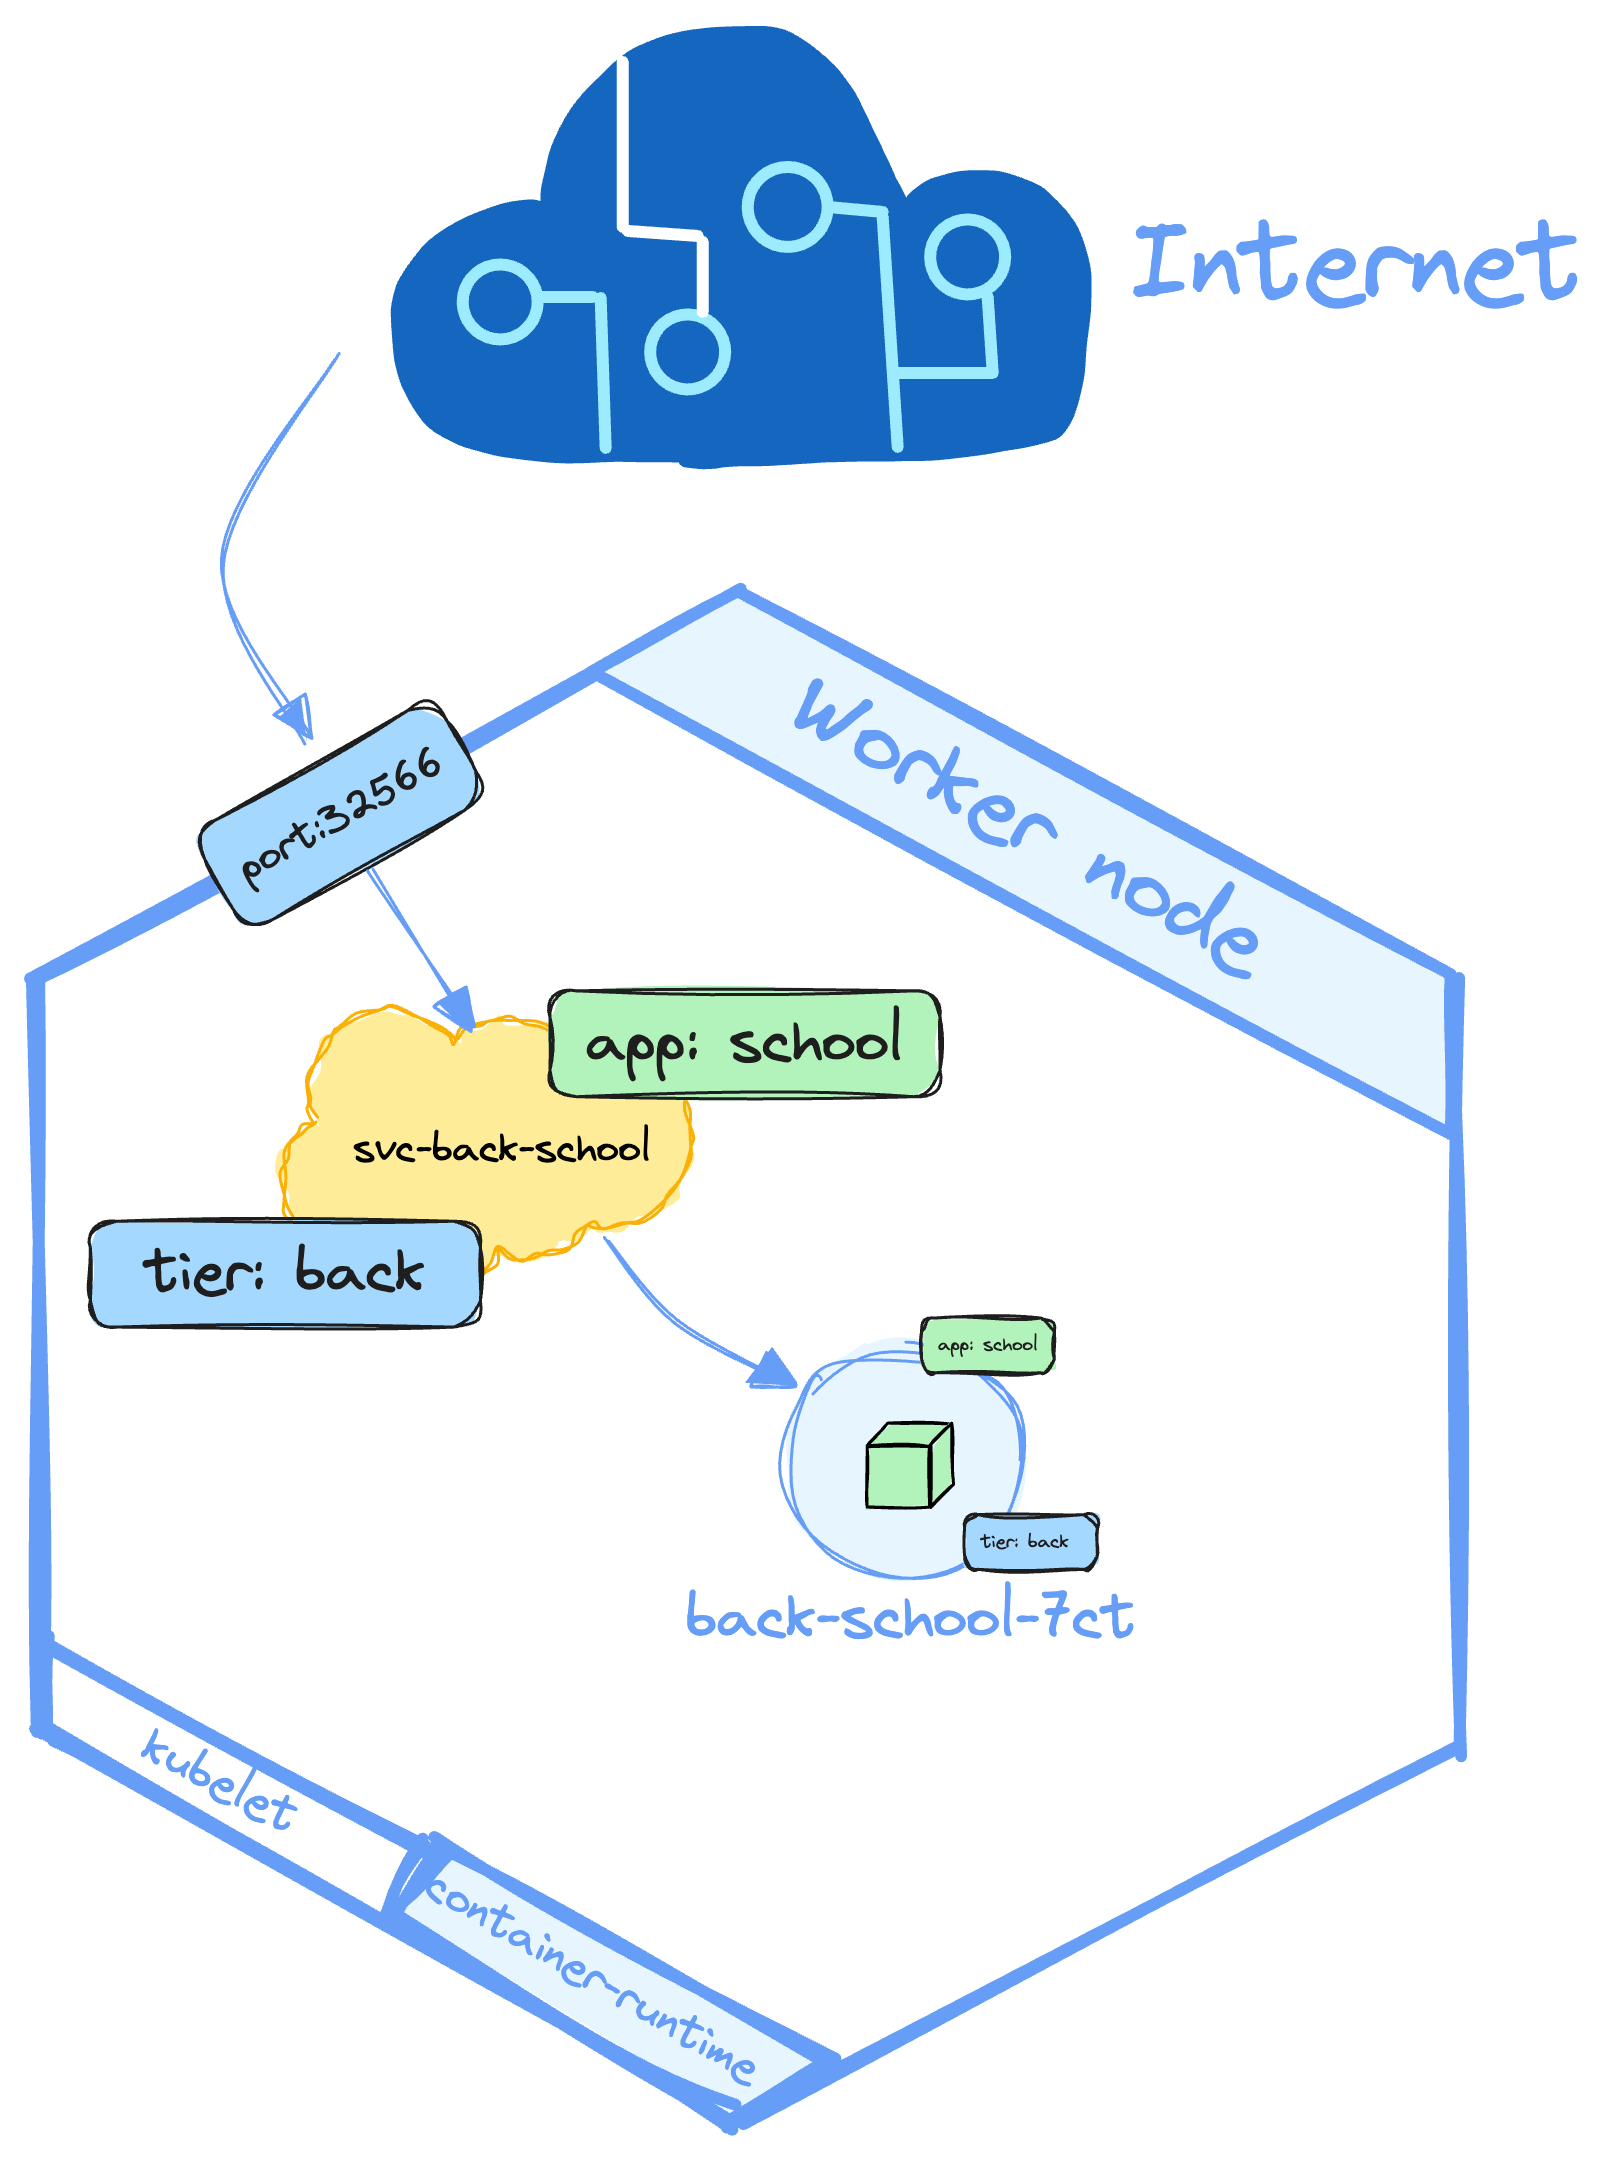 Internet
Worker node
port:32566
app: school
svc-back-school
tier: back
app: school
tier: back
back-school-7ct
kubelet
container-runtime